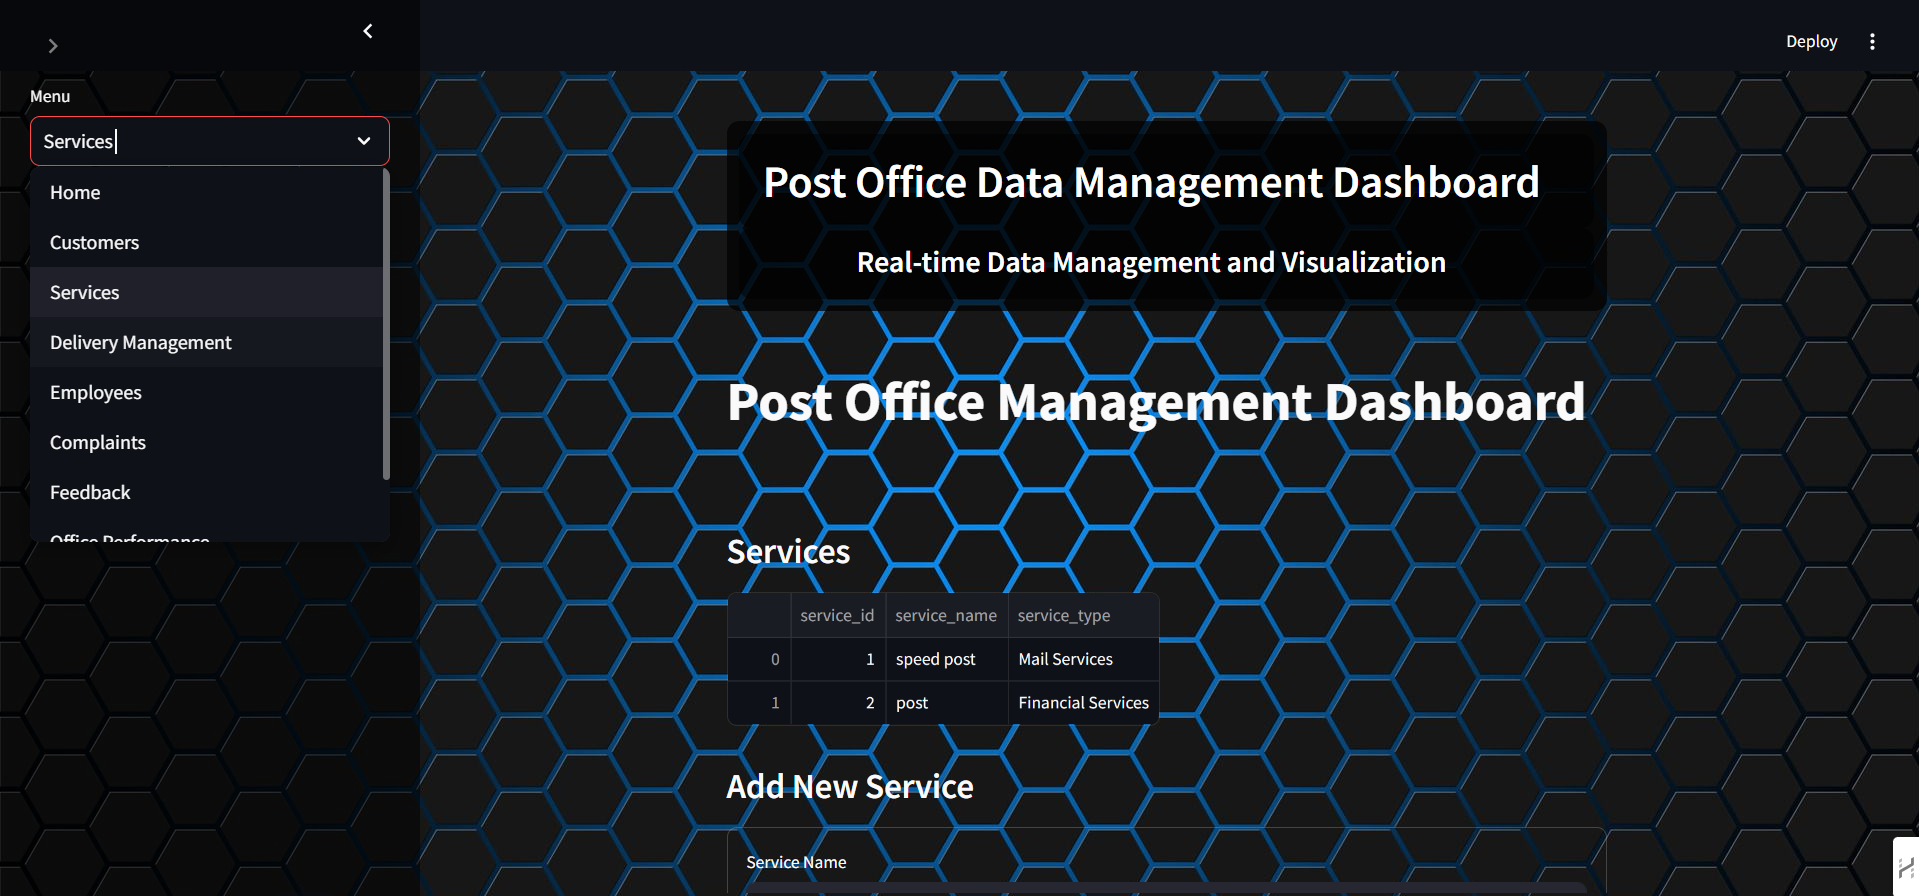 Deploy
Menu
Services
Home
Customers
Services
Delivery Management
Employees
Complaints
Feedback
Office Performance
Post Office Data Management Dashboard
Real-time Data Management and Visualization
Post Office Management Dashboard
Services
service_id service_name service_type
0 1 speed post Mail Services
1 2 post Financial Services
Add New Service
Service Name